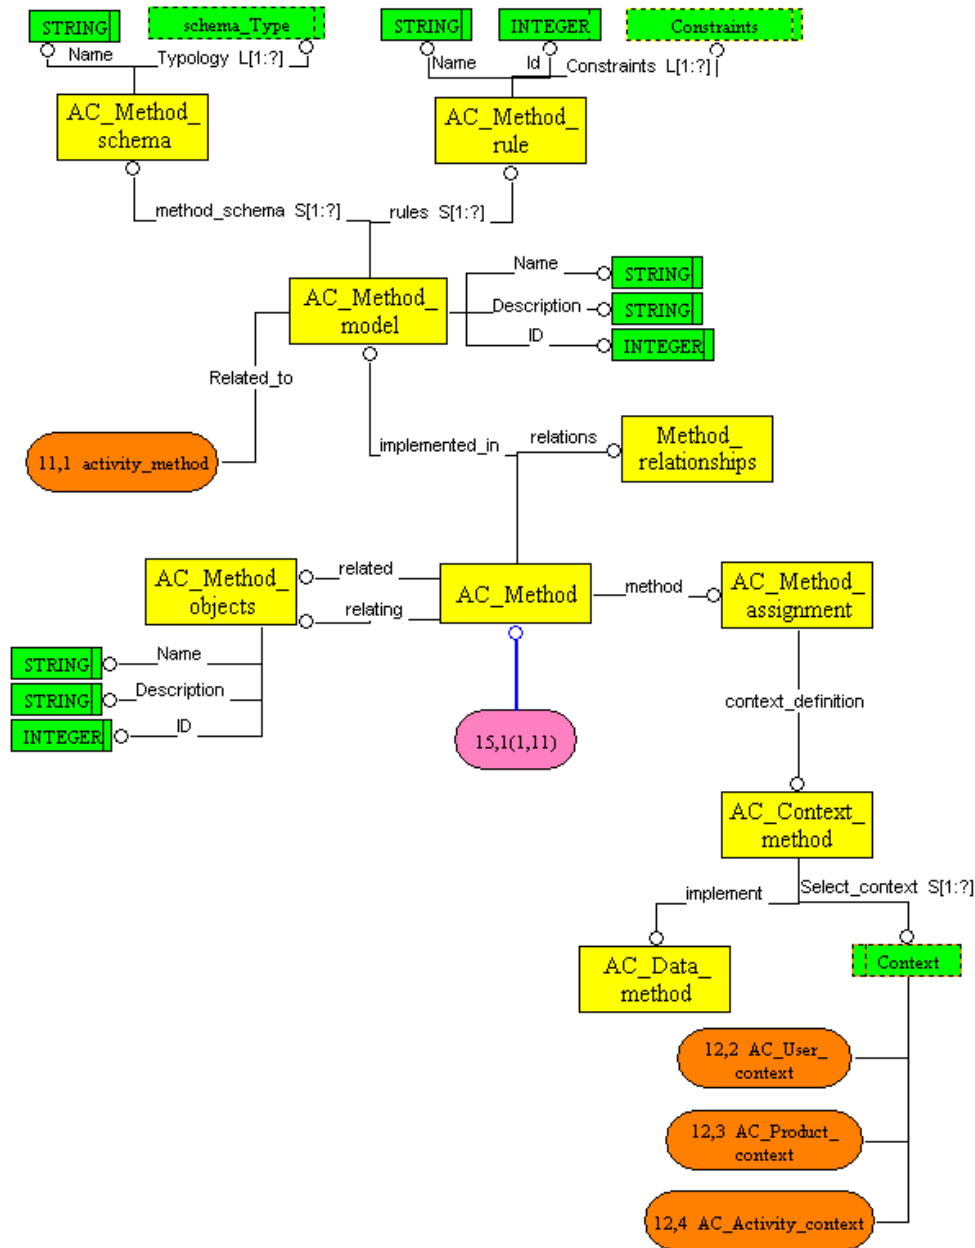 STRING
schema_Type
STRING
INTEGER
Constraints
Name
Typology L[1:?]
Name
Id
Constraints L[1:?]
AC_Method_
schema
AC_Method_
rule
method_schema S[1:?]
rules S[1:?]
Name
STRING
AC_Method_
model
Description
STRING
ID
INTEGER
Related_to
11,1 activity_method
implemented_in
relations
Method_
relationships
AC_Method_
objects
related
relating
AC_Method
method
AC_Method_
assignment
STRING
Name
STRING
Description
INTEGER
ID
context_definition
15,1(1,11)
AC_Context_
method
implement
Select_context S[1:?]
AC_Data_
method
Context
12,2 AC_User_
context
12,3 AC_Product_
context
12,4 AC_Activity_context